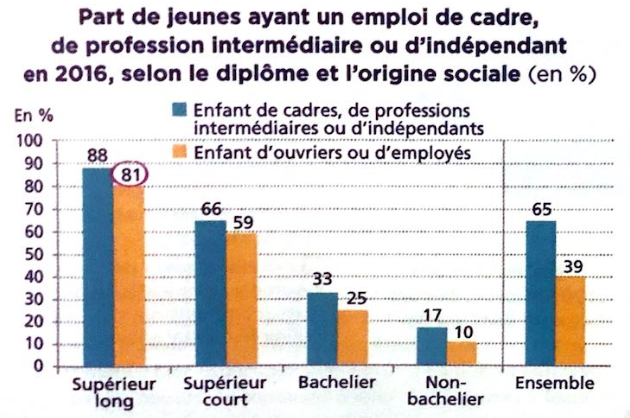 Part de jeunes ayant un emploi de cadre,
de profession intermédiaire ou d'indépendant
en 2016, selon le diplôme et l'origine sociale (en %)
En %
Enfant de cadres, de professions
intermédiaires ou d'indépendants
Enfant d'ouvriers ou d'employés
100
90
80
70
60
50
40
30
20
10
0
88
81
66
59
33
25
17
10
65
39
Supérieur
long
Supérieur
court
Bachelier
Non-
bachelier
Ensemble